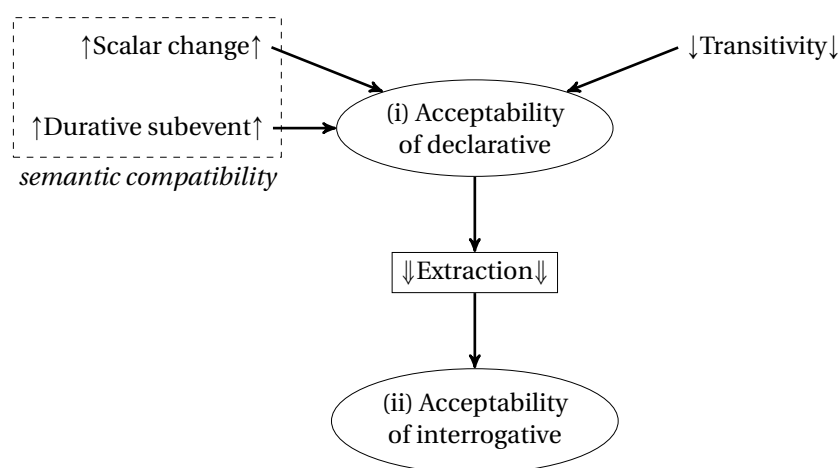 ↑Scalar change↑
↓Transitivity↓
↑Durative subevent↑
(i) Acceptability
of declarative
semantic compatibility
⇓Extraction⇓
(ii) Acceptability
of interrogative